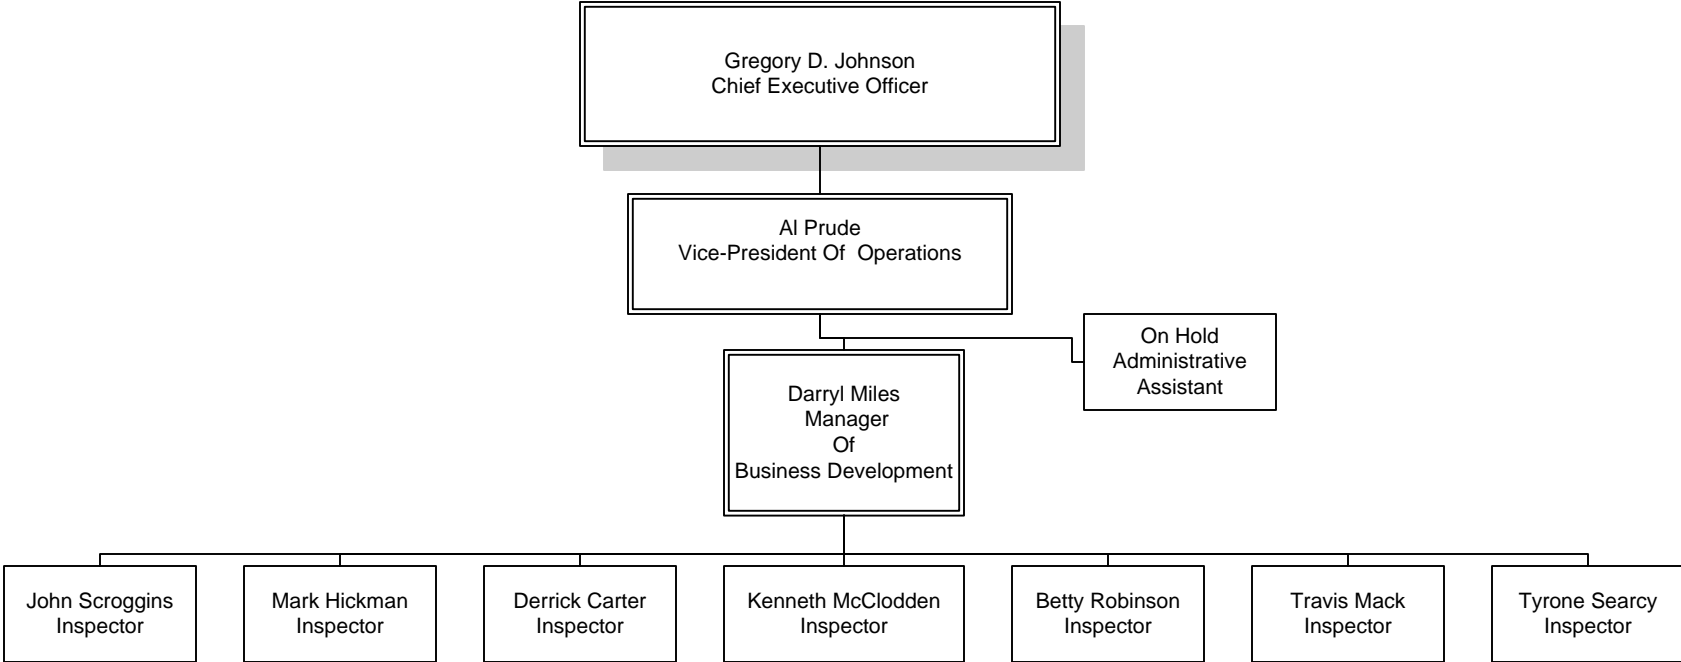 Gregory D. Johnson
Chief Executive Officer
Al Prude
Vice-President Of  Operations
On Hold
Administrative
Assistant
Darryl Miles
Manager
Of
Business Development
John Scroggins
Inspector
Mark Hickman
Inspector
Derrick Carter
Inspector
Kenneth McClodden
Inspector
Betty Robinson
Inspector
Travis Mack
Inspector
Tyrone Searcy
Inspector